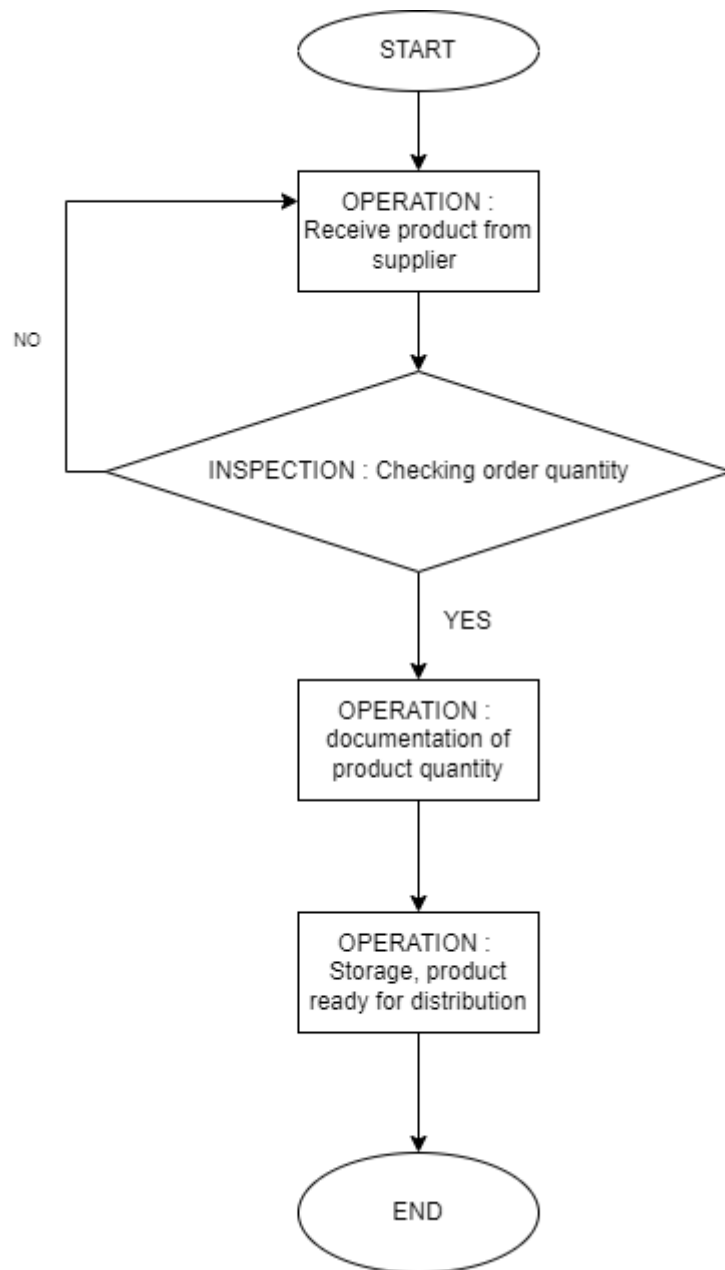 START
OPERATION :
Receive product from
supplier
NO
INSPECTION : Checking order quantity
YES
OPERATION :
documentation of
product quantity
OPERATION :
Storage, product
ready for distribution
END